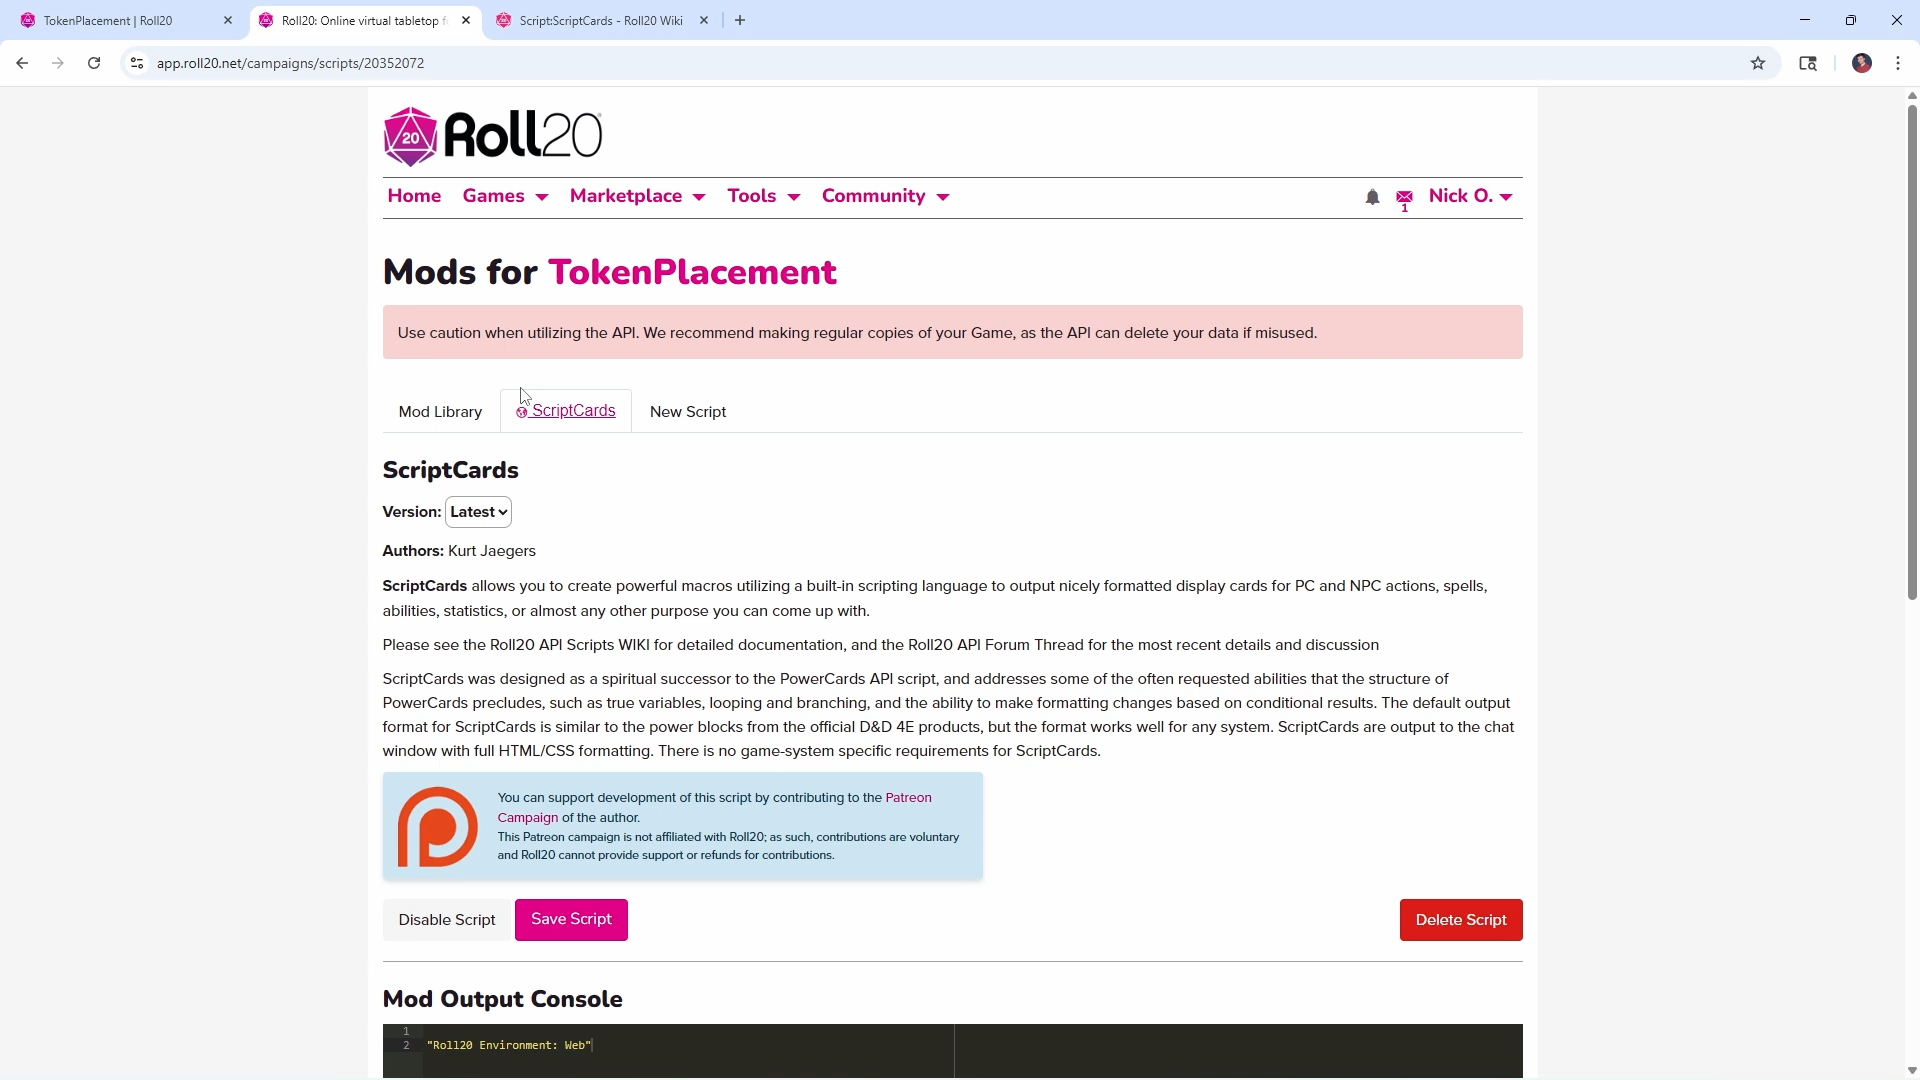 TokenPlacement | Roll20
Roll20: Online virtual tabletop f
Script:ScriptCards - Roll20 Wiki
app.roll20.net/campaigns/scripts/20352072
20 Roll20
Home Games Marketplace Tools Community 1 Nick O.
Mods for TokenPlacement
Use caution when utilizing the API. We recommend making regular copies of your Game, as the API can delete your data if misused.
Mod Library ScriptCards New Script
ScriptCards
Version: Latest
Authors: Kurt Jaegers
ScriptCards allows you to create powerful macros utilizing a built-in scripting language to output nicely formatted display cards for PC and NPC actions, spells,
abilities, statistics, or almost any other purpose you can come up with.
Please see the Roll20 API Scripts WIKI for detailed documentation, and the Roll20 API Forum Thread for the most recent details and discussion
ScriptCards was designed as a spiritual successor to the PowerCards API script, and addresses some of the often requested abilities that the structure of
PowerCards precludes, such as true variables, looping and branching, and the ability to make formatting changes based on conditional results. The default output
format for ScriptCards is similar to the power blocks from the official D&D 4E products, but the format works well for any system. ScriptCards are output to the chat
window with full HTML/CSS formatting. There is no game-system specific requirements for ScriptCards.
You can support development of this script by contributing to the Patreon
Campaign of the author.
This Patreon campaign is not affiliated with Roll20; as such, contributions are voluntary
and Roll20 cannot provide support or refunds for contributions.
Disable Script Save Script Delete Script
Mod Output Console
1
2 "Roll20 Environment: Web"